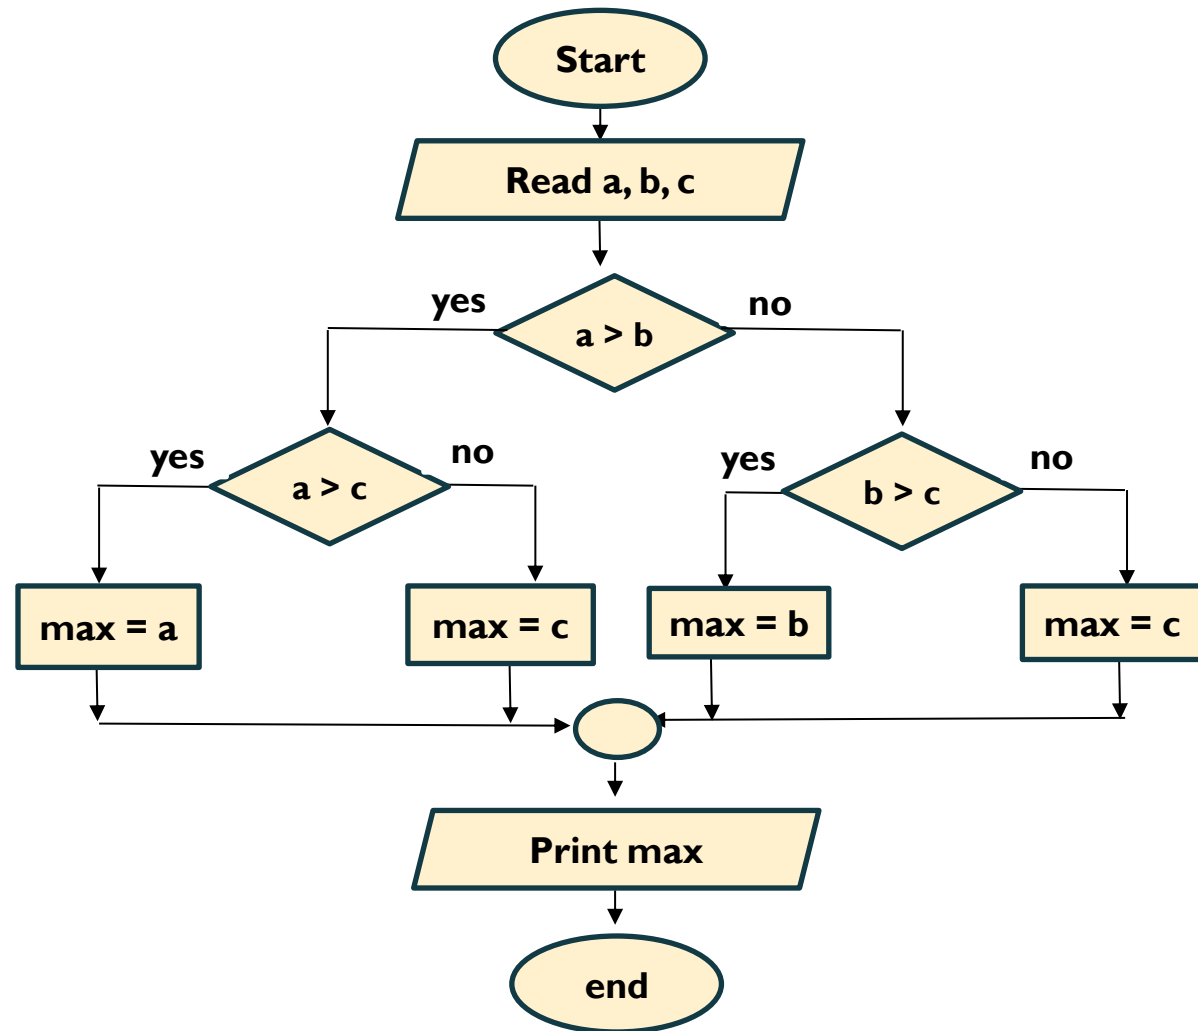 Start
Read a, b, c
yes
no
a > b
yes
no
a > c
yes
no
b > c
max = a
max = c
max = b
max = c
Print max
end